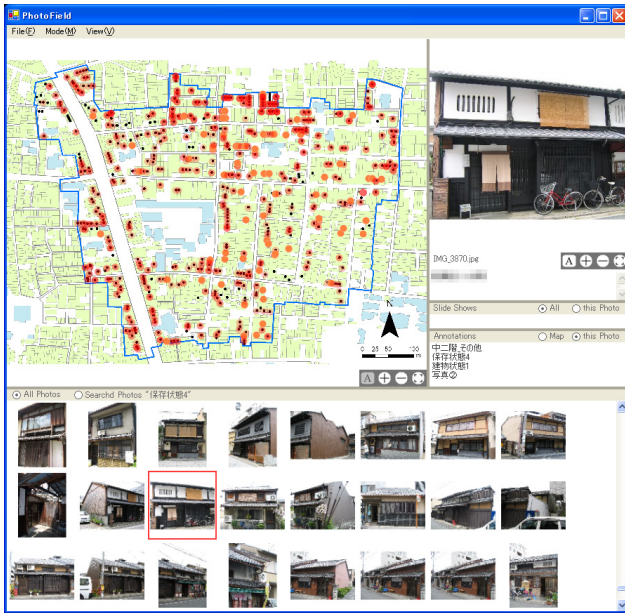 PhotoField
File(F) Mode(M) View(V)
N
0 25 50 100
m
A
IMG_3870.jpg
A
Slide Shows All this Photo
Annotations Map this Photo
中二階_その他
保存状態4
建物状態1
写真②
All Photos Searchd Photos "保存状態4"